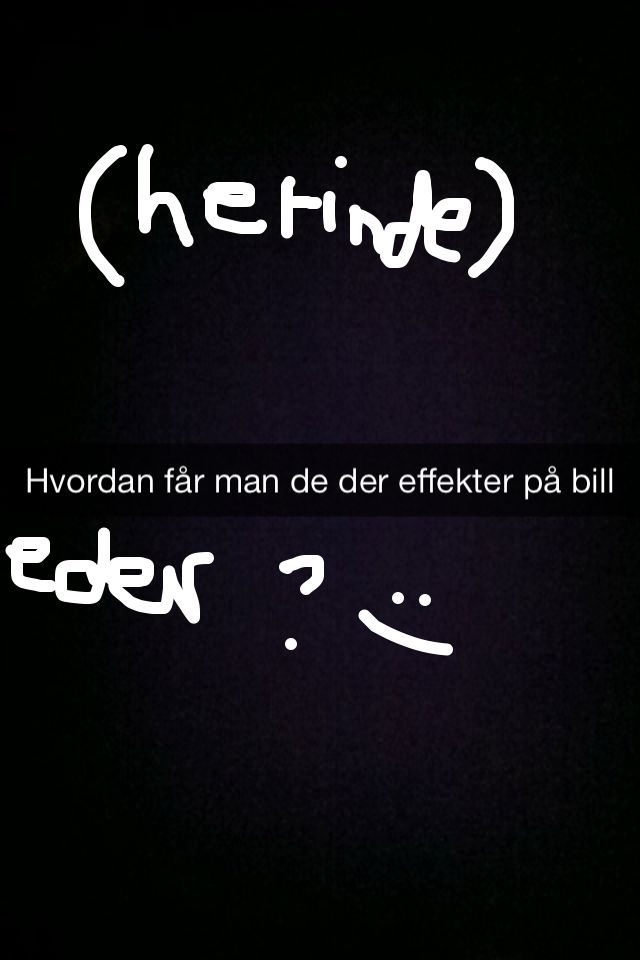 (herinde)
Hvordan får man de der effekter på bill
eder ? :)